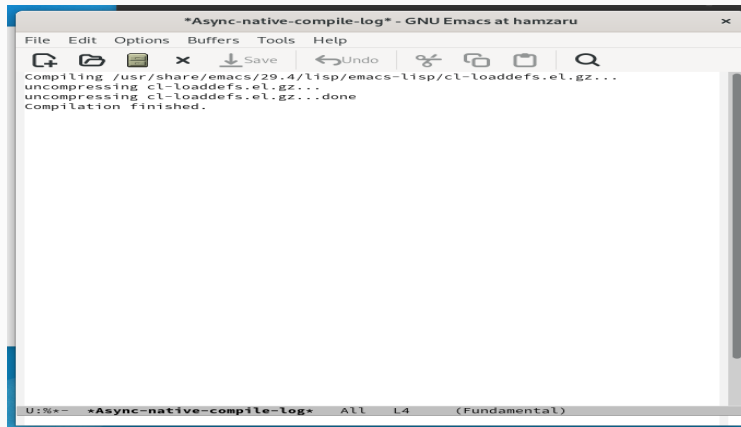 *Async-native-compile-log* - GNU Emacs at hamzaru
File Edit Options Buffers Tools Help
Save Undo
Compiling /usr/share/emacs/29.4/lisp/emacs-lisp/cl-loaddefs.el.gz...
uncompressing cl-loaddefs.el.gz...
uncompressing cl-loaddefs.el.gz...done
Compilation finished.
U:%*- *Async-native-compile-log* All L4 (Fundamental)